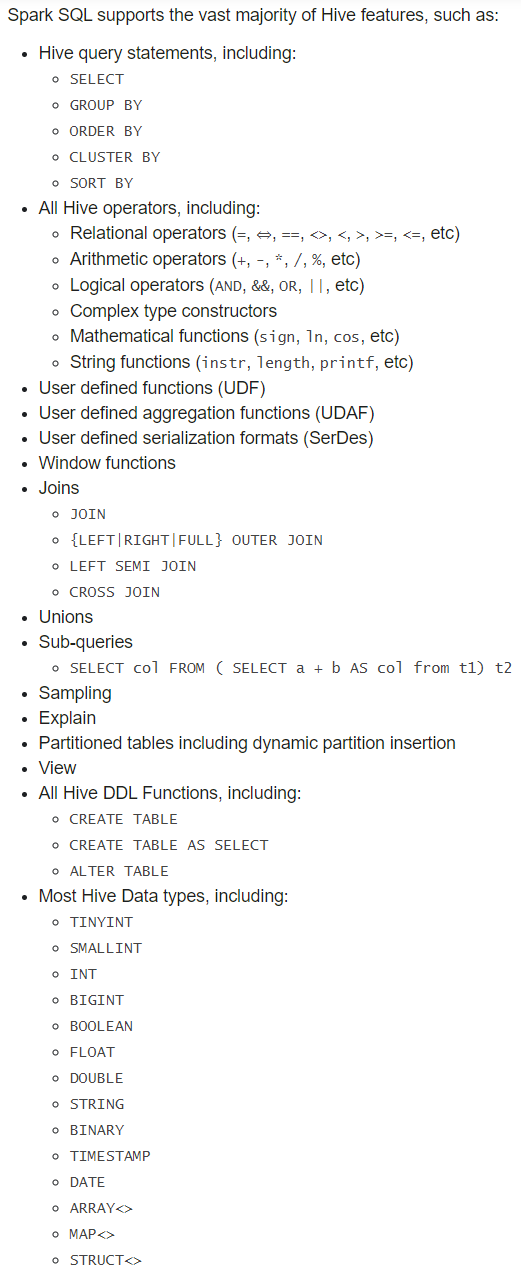 Spark SQL supports the vast majority of Hive features, such as:
• Hive query statements, including:
◦ SELECT
◦ GROUP BY
◦ ORDER BY
◦ CLUSTER BY
◦ SORT BY
• All Hive operators, including:
◦ Relational operators (=, ⇔, ==, <>, <, >, >=, <=, etc)
◦ Arithmetic operators (+, -, *, /, %, etc)
◦ Logical operators (AND, &&, OR, ||, etc)
◦ Complex type constructors
◦ Mathematical functions (sign, ln, cos, etc)
◦ String functions (instr, length, printf, etc)
• User defined functions (UDF)
• User defined aggregation functions (UDAF)
• User defined serialization formats (SerDes)
• Window functions
• Joins
◦ JOIN
◦ {LEFT|RIGHT|FULL} OUTER JOIN
◦ LEFT SEMI JOIN
◦ CROSS JOIN
• Unions
• Sub-queries
◦ SELECT col FROM ( SELECT a + b AS col from t1) t2
• Sampling
• Explain
• Partitioned tables including dynamic partition insertion
• View
• All Hive DDL Functions, including:
◦ CREATE TABLE
◦ CREATE TABLE AS SELECT
◦ ALTER TABLE
• Most Hive Data types, including:
◦ TINYINT
◦ SMALLINT
◦ INT
◦ BIGINT
◦ BOOLEAN
◦ FLOAT
◦ DOUBLE
◦ STRING
◦ BINARY
◦ TIMESTAMP
◦ DATE
◦ ARRAY<>
◦ MAP<>
◦ STRUCT<>